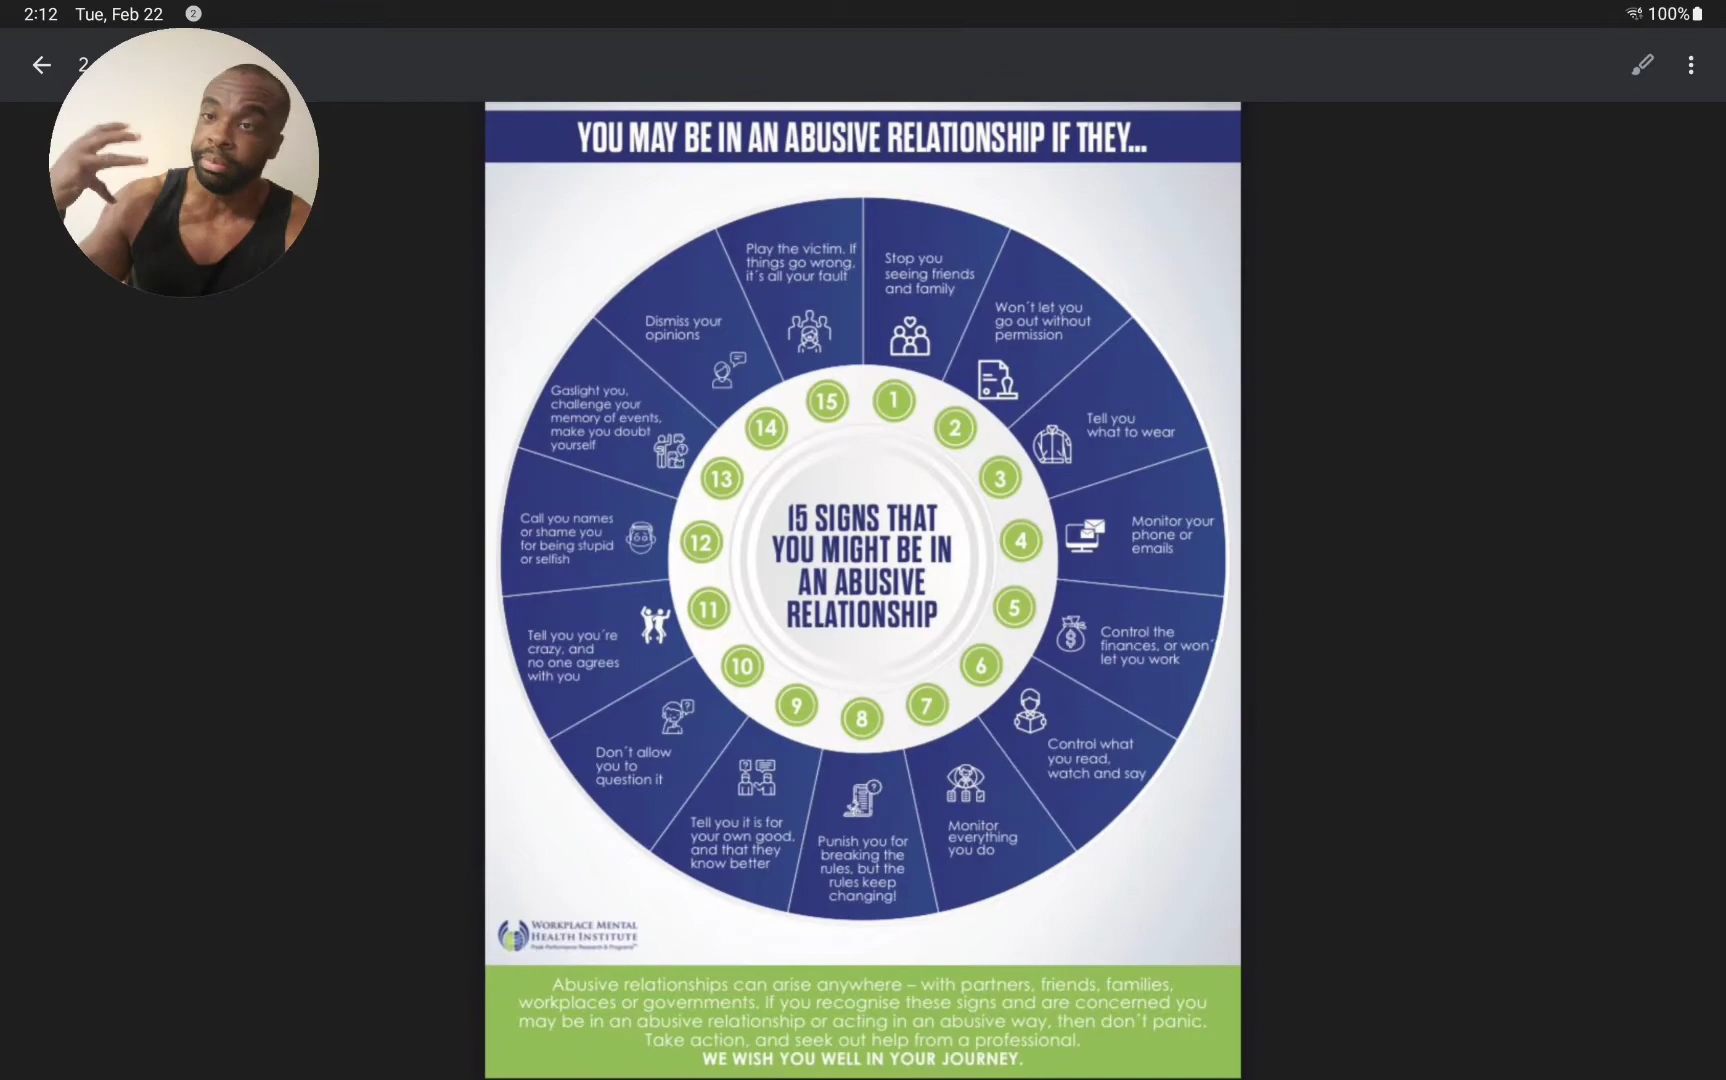 2:12 Tue, Feb 22 2
100%
2
YOU MAY BE IN AN ABUSIVE RELATIONSHIP IF THEY...
Stop you
seeing friends
and family
Won´t let you
go out without
permission
Tell you
what to wear
Monitor your
phone or
emails
Control the
finances, or won´
let you work
Control what
you read,
watch and say
Monitor
everything
you do
Punish you for
breaking the
rules, but the
rules keep
changing!
Tell you it is for
your own good,
and that they
know better
Don´t allow
you to
question it
Tell you you´re
crazy, and
no one agrees
with you
Call you names
or shame you
for being stupid
or selfish
Gaslight you,
challenge your
memory of events,
make you doubt
yourself
Dismiss your
opinions
Play the victim. If
things go wrong,
it´s all your fault
1
2
3
4
5
6
7
8
9
10
11
12
13
14
15
15 SIGNS THAT
YOU MIGHT BE IN
AN ABUSIVE
RELATIONSHIP
WORKPLACE MENTAL
HEALTH INSTITUTE
Peak Performance Research & Programs™
Abusive relationships can arise anywhere – with partners, friends, families,
workplaces or governments. If you recognise these signs and are concerned you
may be in an abusive relationship or acting in an abusive way, then don´t panic.
Take action, and seek out help from a professional.
WE WISH YOU WELL IN YOUR JOURNEY.